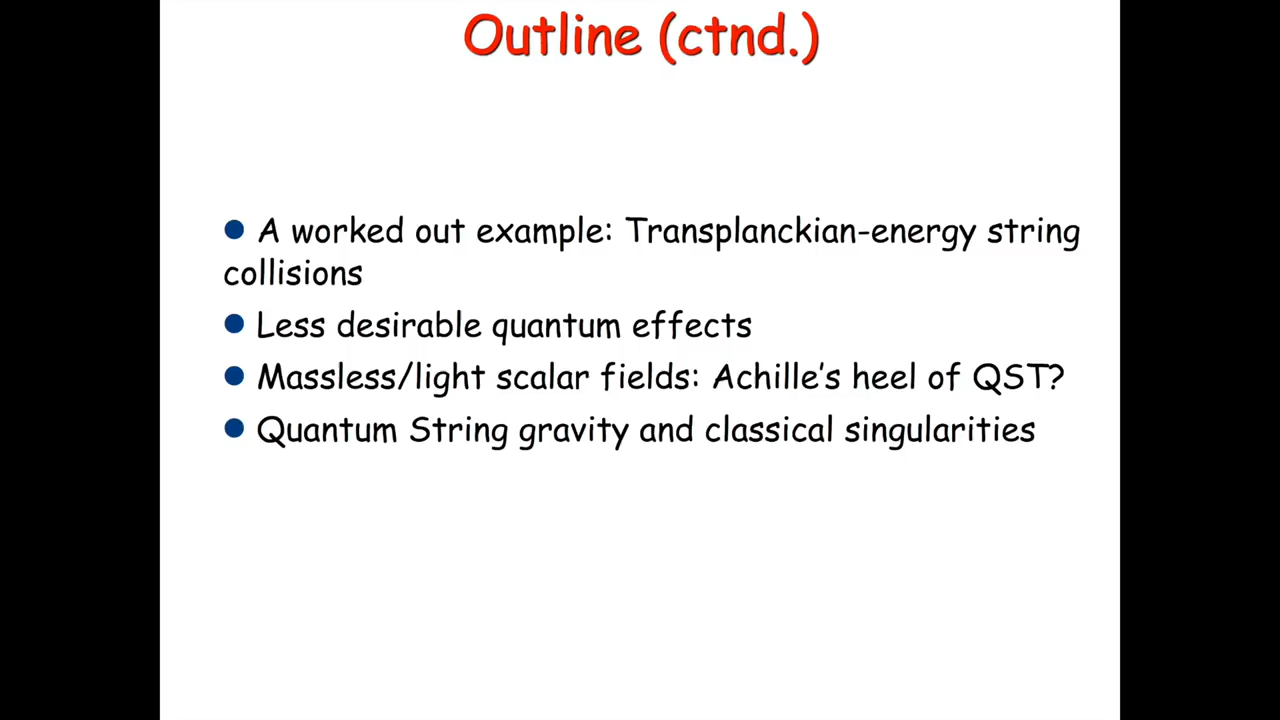 Outline (ctnd.)
● A worked out example: Transplanckian-energy string
collisions
● Less desirable quantum effects
● Massless/light scalar fields: Achille's heel of QST?
● Quantum String gravity and classical singularities